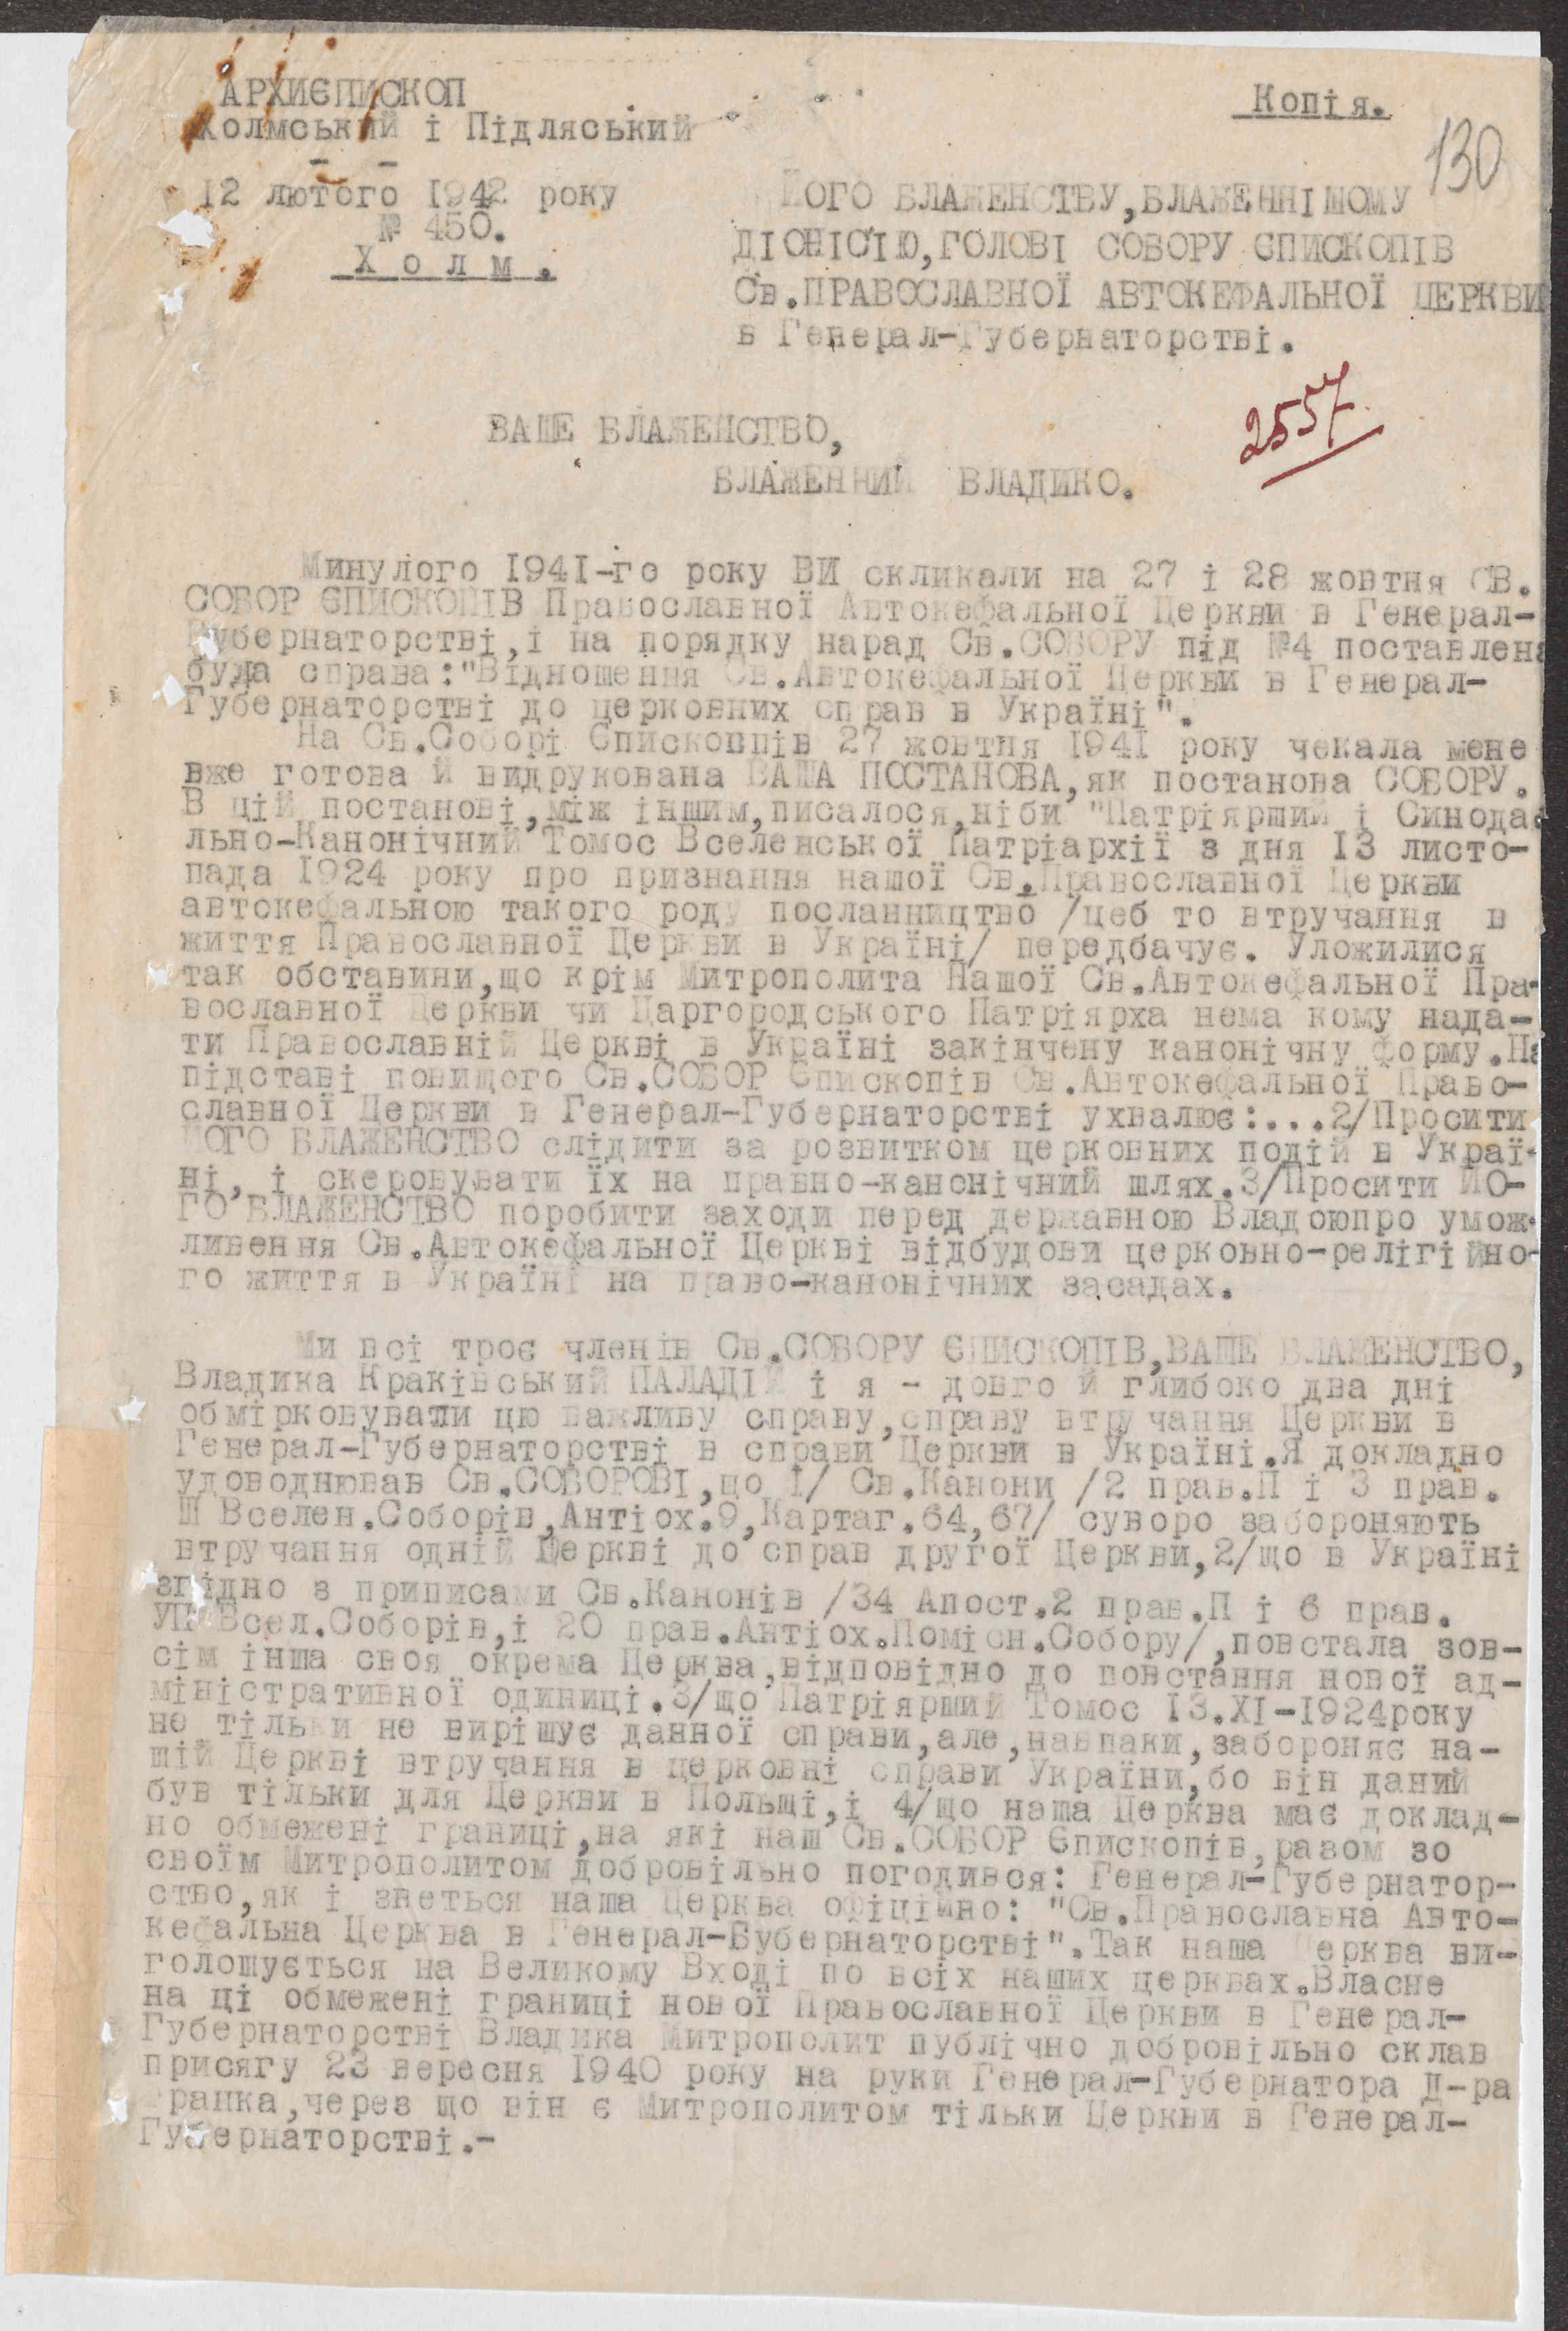 АРХИЄПИСКОП
Холмський і Підляський
Копія.
130
12 лютого 1942 року
№ 450.
Холм.
ЙОГО БЛАЖЕНСТВУ,БЛАЖЕННІШОМУ
ДІОНІСІЮ,ГОЛОВІ СОБОРУ ЄПИСКОПІВ
Св.ПРАВОСЛАВНОЇ АВТОКЕФАЛЬНОЇ ЦЕРКВИ
в Генерал-Губернаторстві.
2557
ВАШЕ БЛАЖЕНСТВО,
БЛАЖЕННИЙ ВЛАДИКО.
Минулого 1941-го року ВИ скликали на 27 і 28 жовтня СВ.
СОБОР ЄПИСКОПІВ Православної Автокефальної Церкви в Генерал-
Губернаторстві,і на порядку нарад Св.СОБОРУ під №4 поставлена
була справа:"Відношення Св.Автокефальної Церкви в Генерал-
Губернаторстві до церковних справ в Україні".
На Св.Соборі Єпископпів 27 жовтня 1941 року чекала мене
вже готова й видрукована ВАША ПОСТАНОВА,як постанова СОБОРУ.
В цій постанові,між іншим,писалося,ніби "Патріярший і Синода-
льно-Канонічний Томос Вселенської Патріархії з дня 13 листо-
пада 1924 року про признання нашої Св.Православної Церкви
автокефальною такого роду посланництво /цеб то втручання в
життя Православної Церкви в Україні/ передбачує. Уложилися
так обставини,що крім Митрополита Нашої Св.Автокефальної Пра-
вославної Церкви чи Царгородського Патріярха нема кому нада-
ти Православній Церкві в Україні закінчену канонічну форму.На
підставі повищого Св.СОБОР Єпископів Св.Автокефальної Право-
славної Церкви в Генерал-Губернаторстві ухвалює:...2/Просити
ЙОГО БЛАЖЕНСТВО слідити за розвитком церковних подій в Украї-
ні, і скеровувати їх на правно-канонічний шлях.3/Просити ЙО-
ГО БЛАЖЕНСТВО поробити заходи перед державною Владоюпро умож-
ливення Св.Автокефальної Церкві відбудови церковно-релігійно-
го життя в Україні на право-канонічних засадах.
Ми всі троє членів Св.СОБОРУ ЄПИСКОПІВ,ВАШЕ БЛАЖЕНСТВО,
Владика Краківський ПАЛАДІЙ і я - довго й глибоко два дні
обмірковували цю важливу справу,справу втручання Церкви в
Генерал-Губернаторстві в справи Церкви в Україні.Я докладно
удоводнював Св.СОБОРОВІ,що 1/ Св.Канони /2 прав.П і 3 прав.
Ш Вселен.Соборів,Антіох.9,Картаг.64,67/ суворо забороняють
втручання одній Церкві до справ другої Церкви,2/що в Україні
згідно з приписами Св.Канонів /34 Апост.2 прав.П і 6 прав.
УП Всел.Соборів,і 20 прав.Антіох.Помісн.Собору/,повстала зов-
сім інша своя окрема Церква,відповідно до повстання нової ад-
міністративної одиниці.3/що Патріярший Томос 13.XI-1924року
не тільки не вирішує данної справи,але,навпаки,забороняє на-
шій Церкві втручання в церковні справи України,бо він даний
був тільки для Церкви в Польщі,і 4/що наша Церква має доклад-
но обмежені границі,на які наш Св.СОБОР Єпископів,разом зо
своїм Митрополитом добровільно погодився: Генерал-Губернатор-
ство,як і зветься наша Церква офіційно: "Св.Православна Авто-
кефальна Церква в Генерал-Бубернаторстві".Так наша Церква ви-
голошується на Великому Вході по всіх наших церквах.Власне
на ці обмежені границі нової Православної Церкви в Генерал-
Губернаторстві Владика Митрополит публічно добровільно склав
присягу 23 вересня 1940 року на руки Генерал-Губернатора Д-ра
Франка,через що він є Митрополитом тільки Церкви в Генерал-
Губернаторстві.-